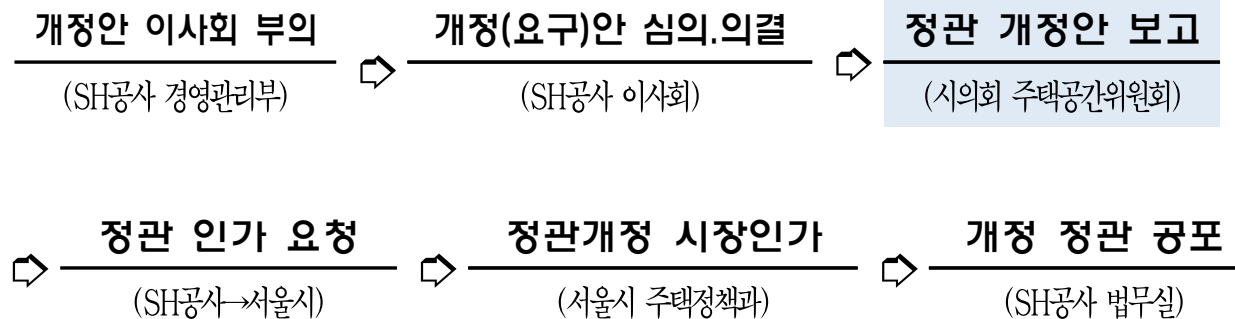 개정안 이사회 부의
개정(요구)안 심의.의결
정관 개정안 보고
(SH공사 경영관리부)
⇨
(SH공사 이사회)
⇨
(시의회 주택공간위원회)
정관 인가 요청
정관개정 시장인가
개정 정관 공포
⇨
(SH공사→서울시)
⇨
(서울시 주택정책과)
⇨
(SH공사 법무실)